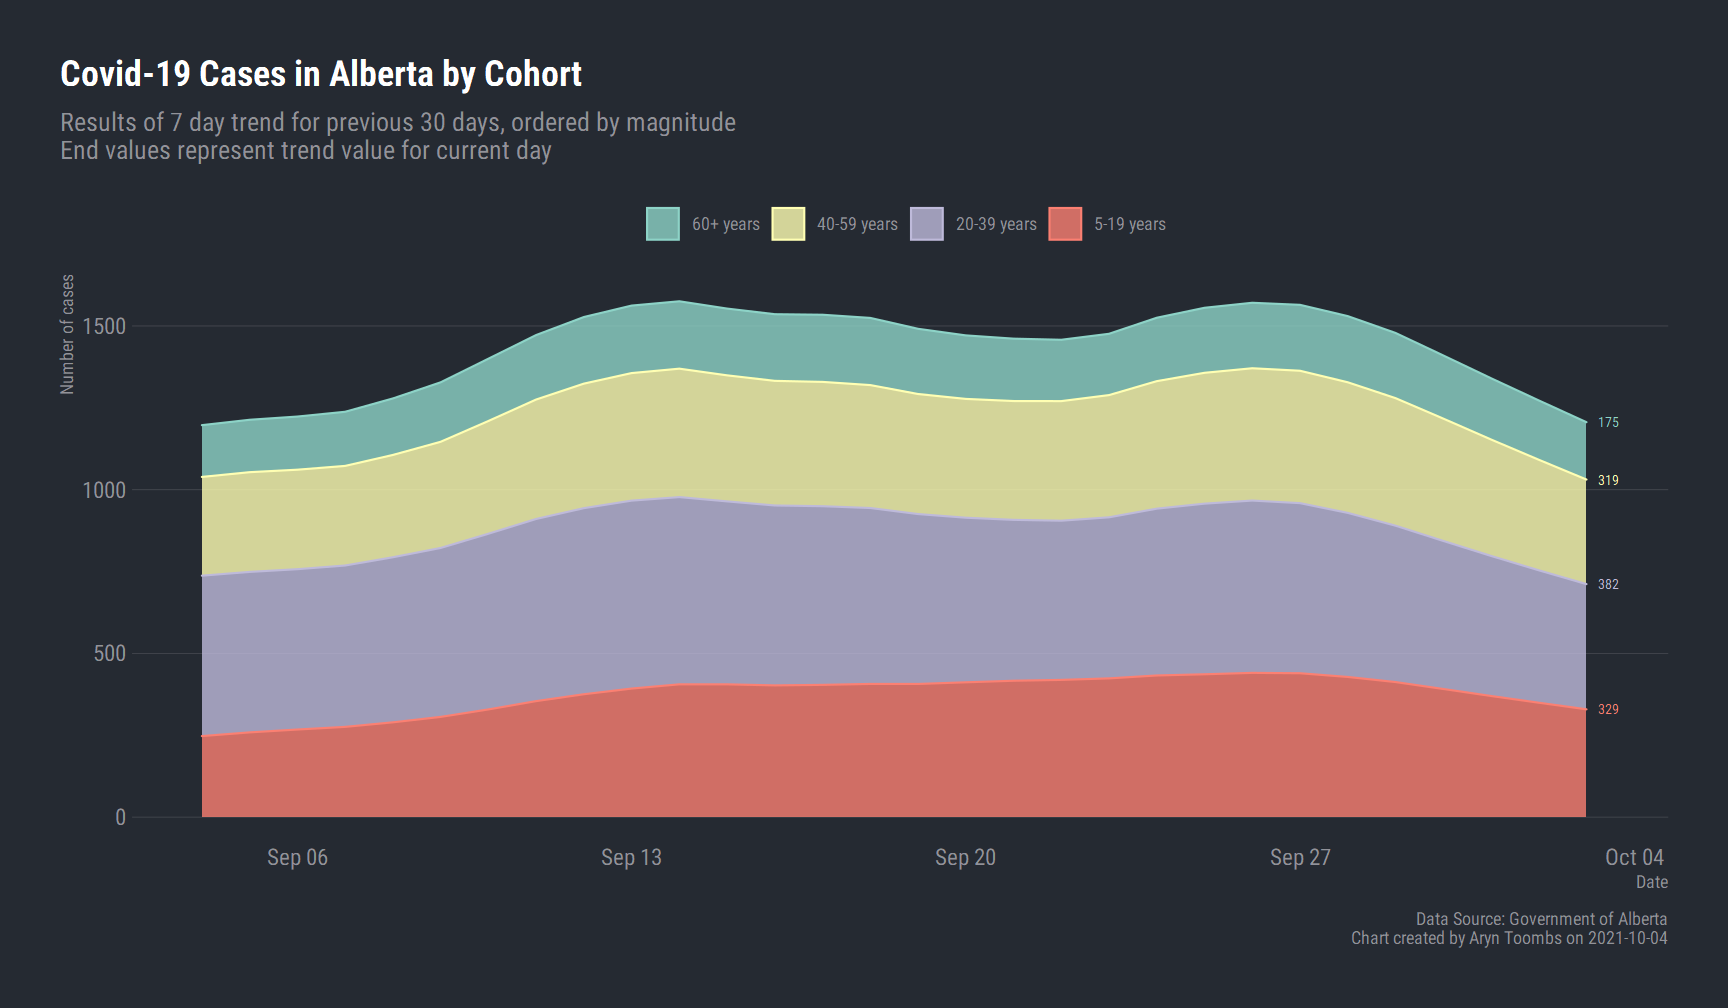 Covid-19 Cases in Alberta by Cohort
Results of 7 day trend for previous 30 days, ordered by magnitude
End values represent trend value for current day
60+ years 40-59 years 20-39 years 5-19 years
Number of cases
1500
1000
500
0
175
319
382
329
Sep 06 Sep 13 Sep 20 Sep 27 Oct 04
Date
Data Source: Government of Alberta
Chart created by Aryn Toombs on 2021-10-04